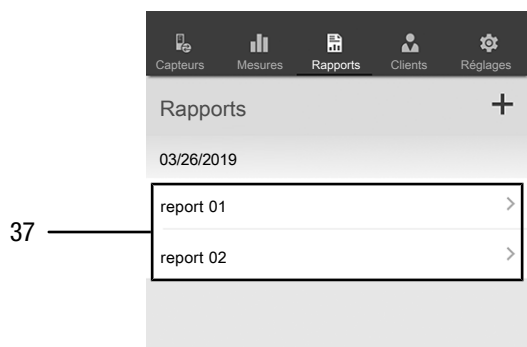 Capteurs Mesures Rapports Clients Réglages
Rapports +
03/26/2019
report 01
37
report 02